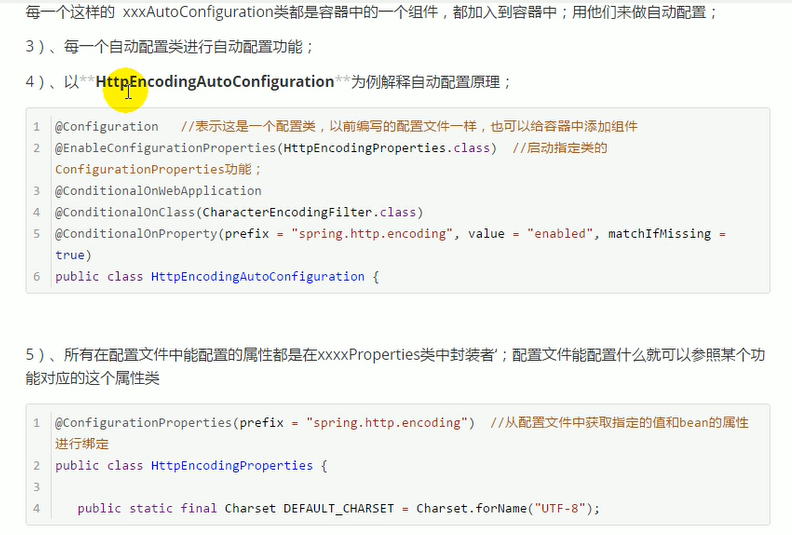 每一个这样的  xxxAutoConfiguration类都是容器中的一个组件，都加入到容器中；用他们来做自动配置；
3）、每一个自动配置类进行自动配置功能；
4）、以**HttpEncodingAutoConfiguration**为例解释自动配置原理；
1 @Configuration   //表示这是一个配置类，以前编写的配置文件一样，也可以给容器中添加组件
2 @EnableConfigurationProperties(HttpEncodingProperties.class)  //启动指定类的
ConfigurationProperties功能；
3 @ConditionalOnWebApplication
4 @ConditionalOnClass(CharacterEncodingFilter.class)
5 @ConditionalOnProperty(prefix = "spring.http.encoding", value = "enabled", matchIfMissing =
true)
6 public class HttpEncodingAutoConfiguration {
5）、所有在配置文件中能配置的属性都是在xxxxProperties类中封装者‘；配置文件能配置什么就可以参照某个功
能对应的这个属性类
1 @ConfigurationProperties(prefix = "spring.http.encoding")  //从配置文件中获取指定的值和bean的属性
进行绑定
2 public class HttpEncodingProperties {
3
4    public static final Charset DEFAULT_CHARSET = Charset.forName("UTF-8");